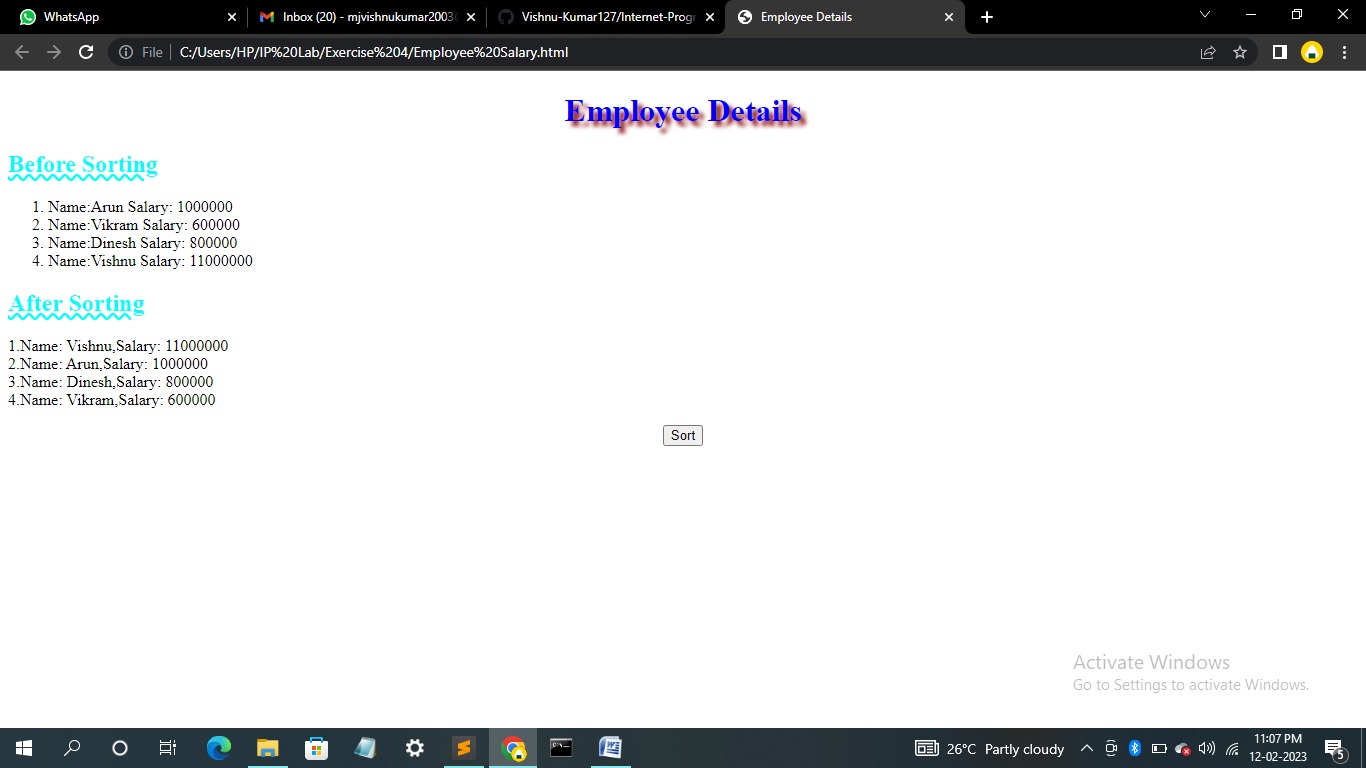 WhatsApp
Inbox (20) - mjvishnukumar2003
Vishnu-Kumar127/Internet-Progr
Employee Details
File
C:/Users/HP/IP%20Lab/Exercise%204/Employee%20Salary.html
Employee Details
Before Sorting
1. Name:Arun Salary: 1000000
2. Name:Vikram Salary: 600000
3. Name:Dinesh Salary: 800000
4. Name:Vishnu Salary: 11000000
After Sorting
1.Name: Vishnu,Salary: 11000000
2.Name: Arun,Salary: 1000000
3.Name: Dinesh,Salary: 800000
4.Name: Vikram,Salary: 600000
Sort
Activate Windows
Go to Settings to activate Windows.
26°C Partly cloudy
11:07 PM
12-02-2023
5